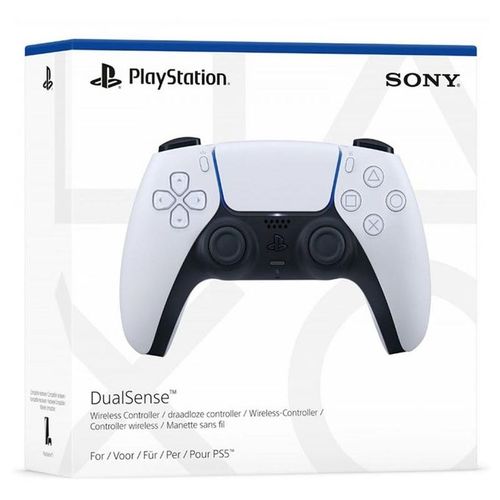 PlayStation.
SONY
DualSense™
Wireless Controller / draadloze controller / Wireless-Controller /
Controller wireless / Manette sans fil
For / Voor / Für / Per / Pour PS5™